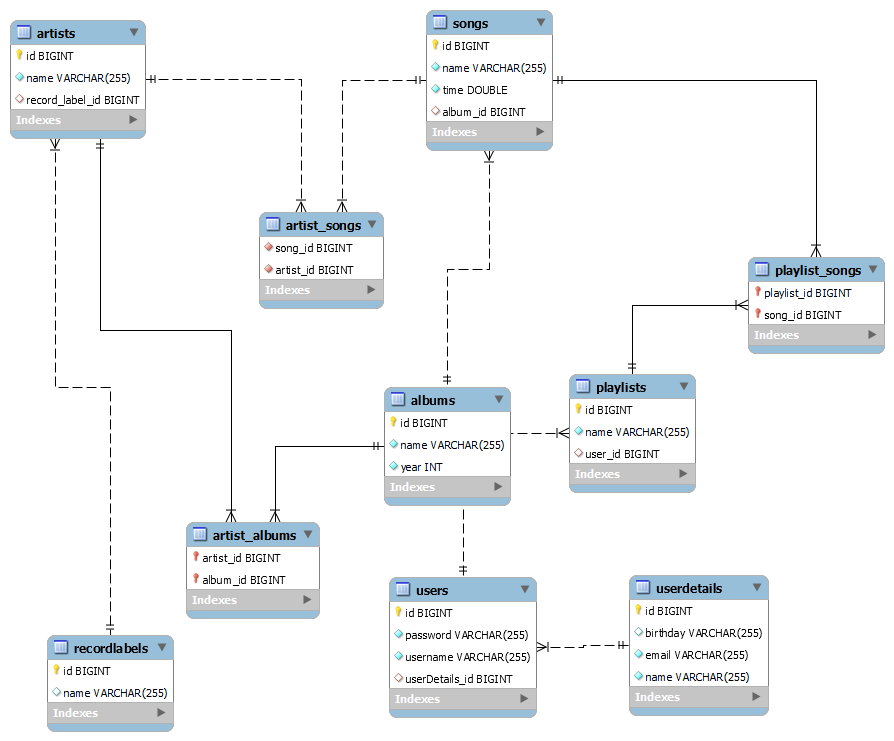 artists
id BIGINT
name VARCHAR(255)
record_label_id BIGINT
Indexes
songs
id BIGINT
name VARCHAR(255)
time DOUBLE
album_id BIGINT
Indexes
artist_songs
song_id BIGINT
artist_id BIGINT
Indexes
playlist_songs
playlist_id BIGINT
song_id BIGINT
Indexes
albums
id BIGINT
name VARCHAR(255)
year INT
Indexes
playlists
id BIGINT
name VARCHAR(255)
user_id BIGINT
Indexes
artist_albums
artist_id BIGINT
album_id BIGINT
Indexes
users
id BIGINT
password VARCHAR(255)
username VARCHAR(255)
userDetails_id BIGINT
Indexes
userdetails
id BIGINT
birthday VARCHAR(255)
email VARCHAR(255)
name VARCHAR(255)
Indexes
recordlabels
id BIGINT
name VARCHAR(255)
Indexes